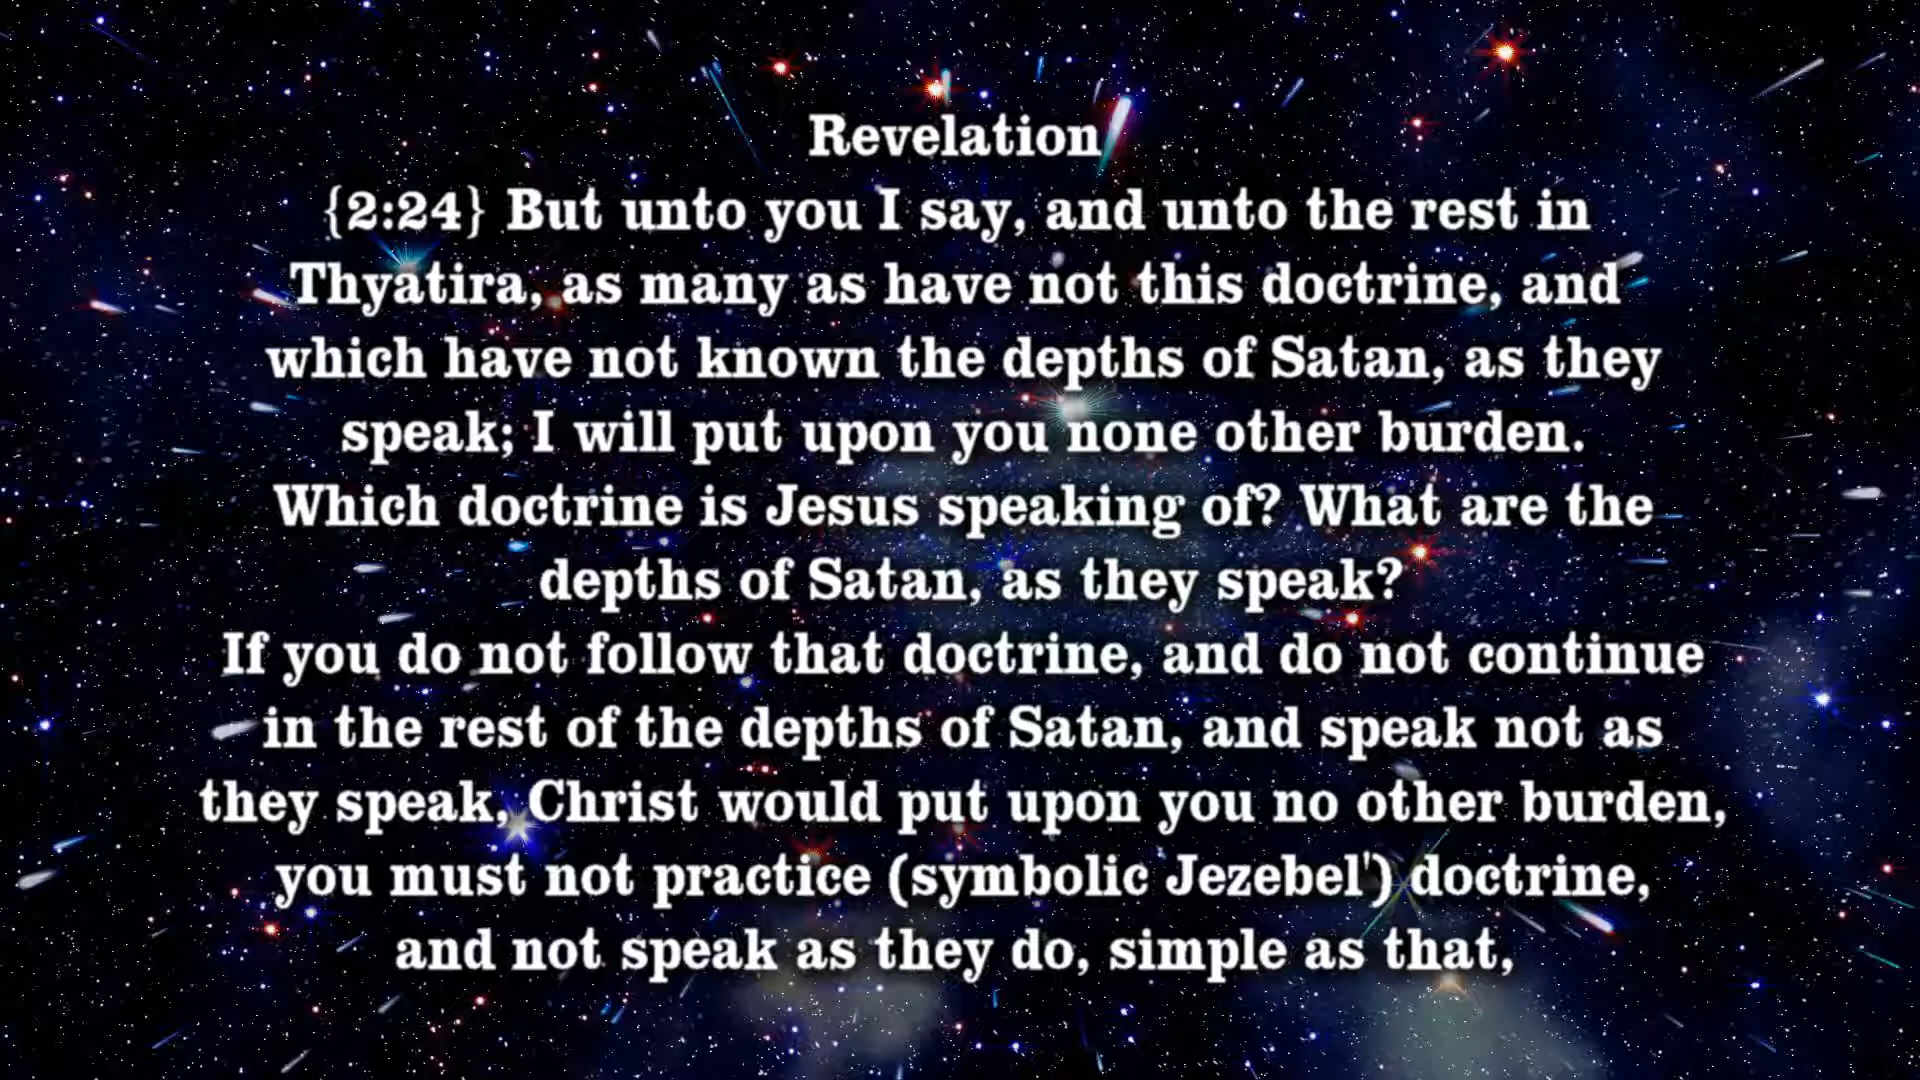 Revelation
{2:24} But unto you I say, and unto the rest in
Thyatira, as many as have not this doctrine, and
which have not known the depths of Satan, as they
speak; I will put upon you none other burden.
Which doctrine is Jesus speaking of? What are the
depths of Satan, as they speak?
If you do not follow that doctrine, and do not continue
in the rest of the depths of Satan, and speak not as
they speak, Christ would put upon you no other burden,
you must not practice (symbolic Jezebel') doctrine,
and not speak as they do, simple as that,